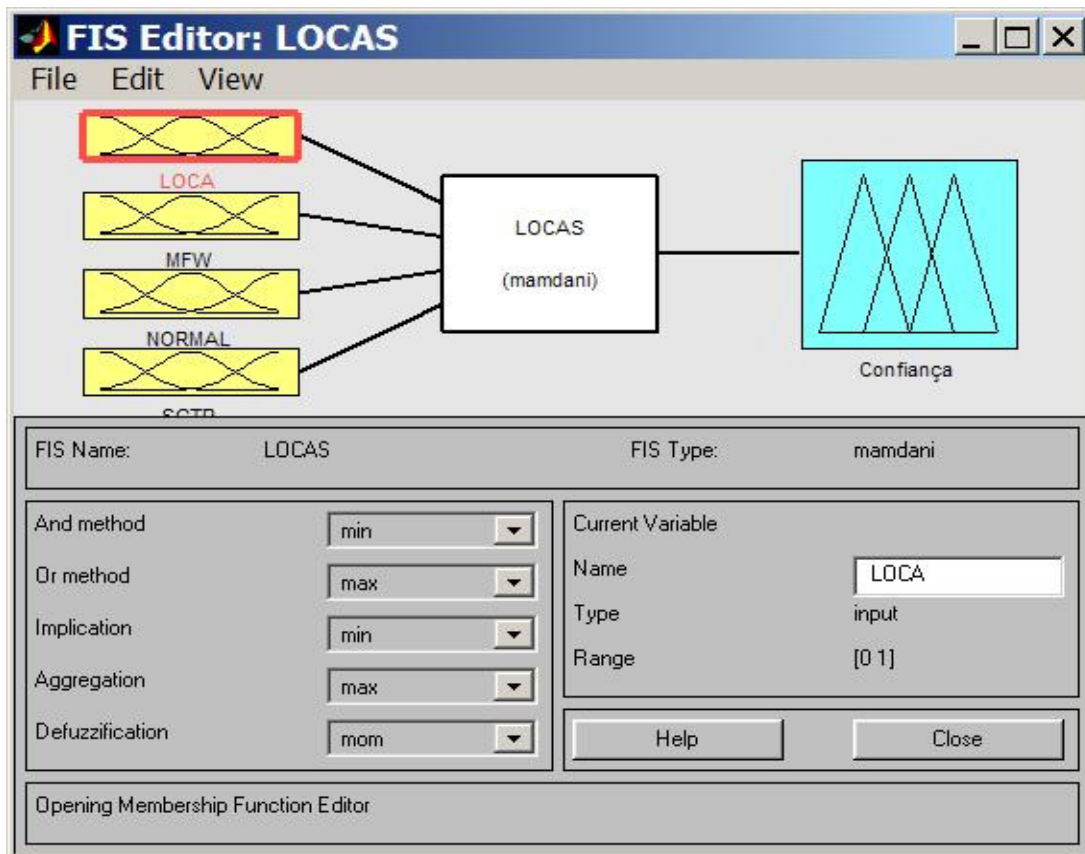 FIS Editor: LOCAS
File Edit View
LOCA
MFW
NORMAL
LOCAS
(mamdani)
Confiança
FIS Name: LOCAS FIS Type: mamdani
And method min
Or method max
Implication min
Aggregation max
Defuzzification mom
Current Variable
Name LOCA
Type input
Range [0 1]
Help Close
Opening Membership Function Editor